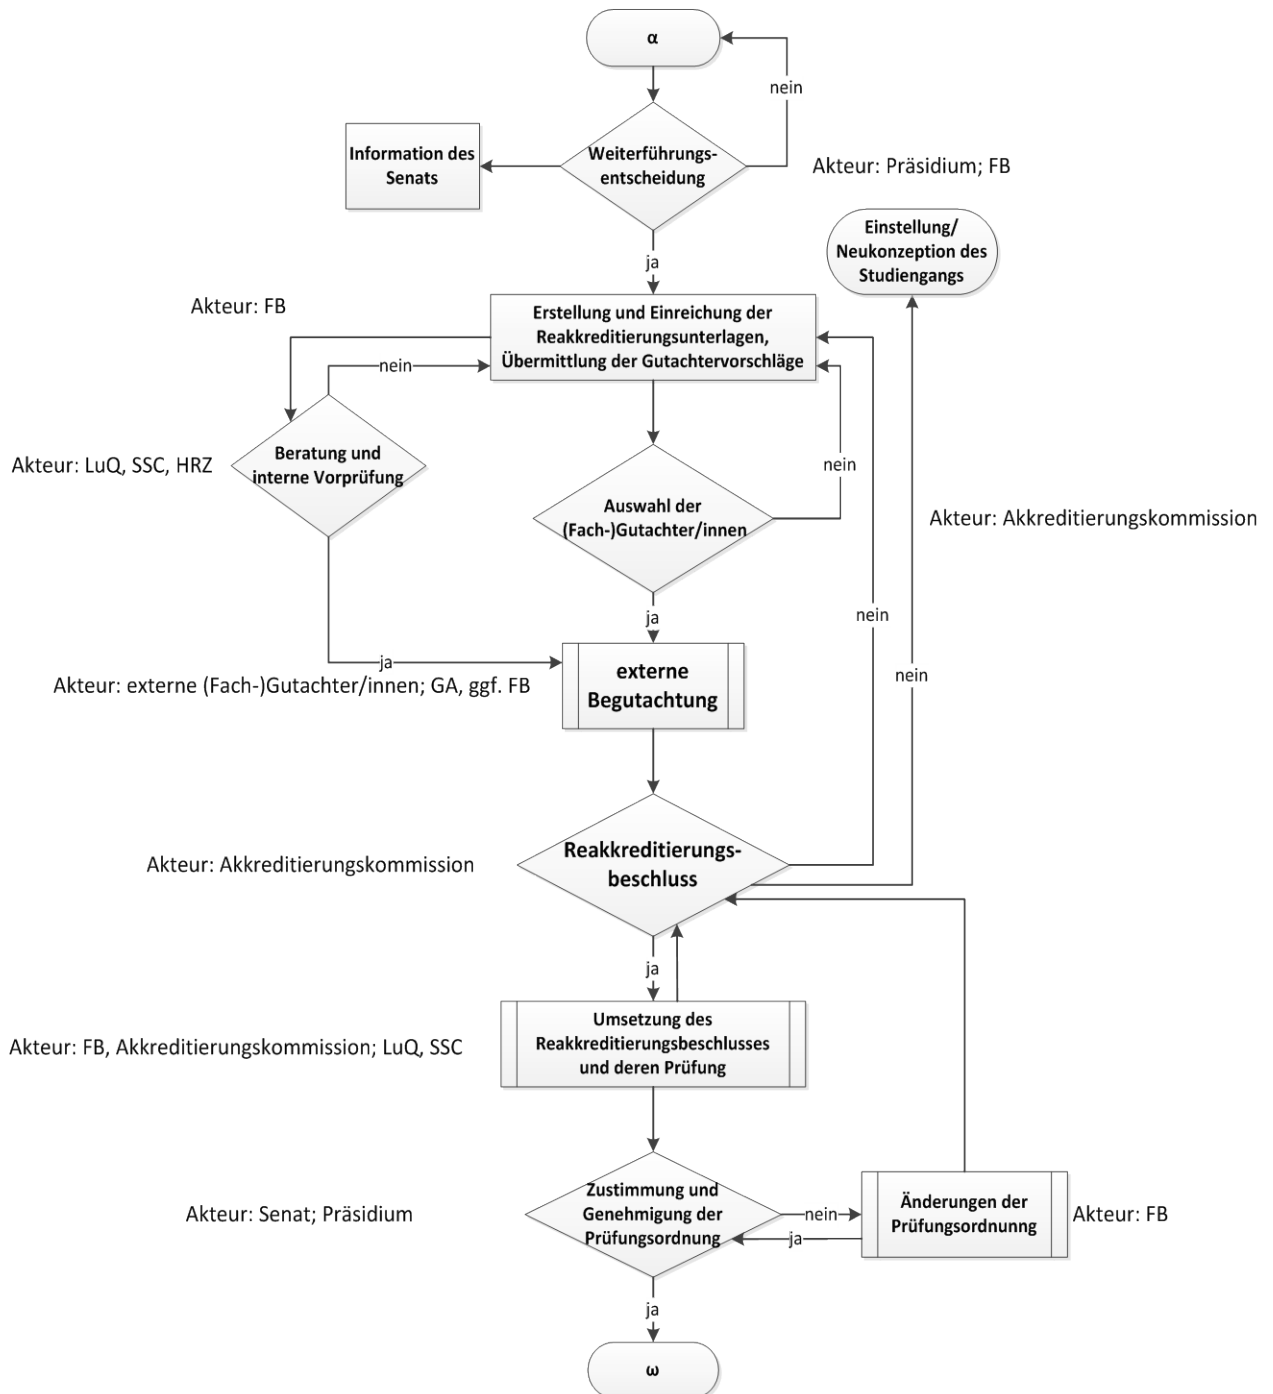 α
nein
Information des
Senats
Weiterführungs-
entscheidung
Akteur: Präsidium; FB
Einstellung/
Neukonzeption des
Studiengangs
ja
Akteur: FB
Erstellung und Einreichung der
Reakkreditierungsunterlagen,
Übermittlung der Gutachtervorschläge
nein
Beratung und
interne Vorprüfung
Akteur: LuQ, SSC, HRZ
nein
Auswahl der
(Fach-)Gutachter/innen
Akteur: Akkreditierungskommission
ja
nein
ja
externe
Begutachtung
Akteur: externe (Fach-)Gutachter/innen; GA, ggf. FB
nein
Reakkreditierungs-
beschluss
Akteur: Akkreditierungskommission
ja
Umsetzung des
Reakkreditierungsbeschlusses
und deren Prüfung
Akteur: FB, Akkreditierungskommission; LuQ, SSC
Zustimmung und
Genehmigung der
Prüfungsordnung
Akteur: Senat; Präsidium
nein
ja
Änderungen der
Prüfungsordnunng
Akteur: FB
ja
ω